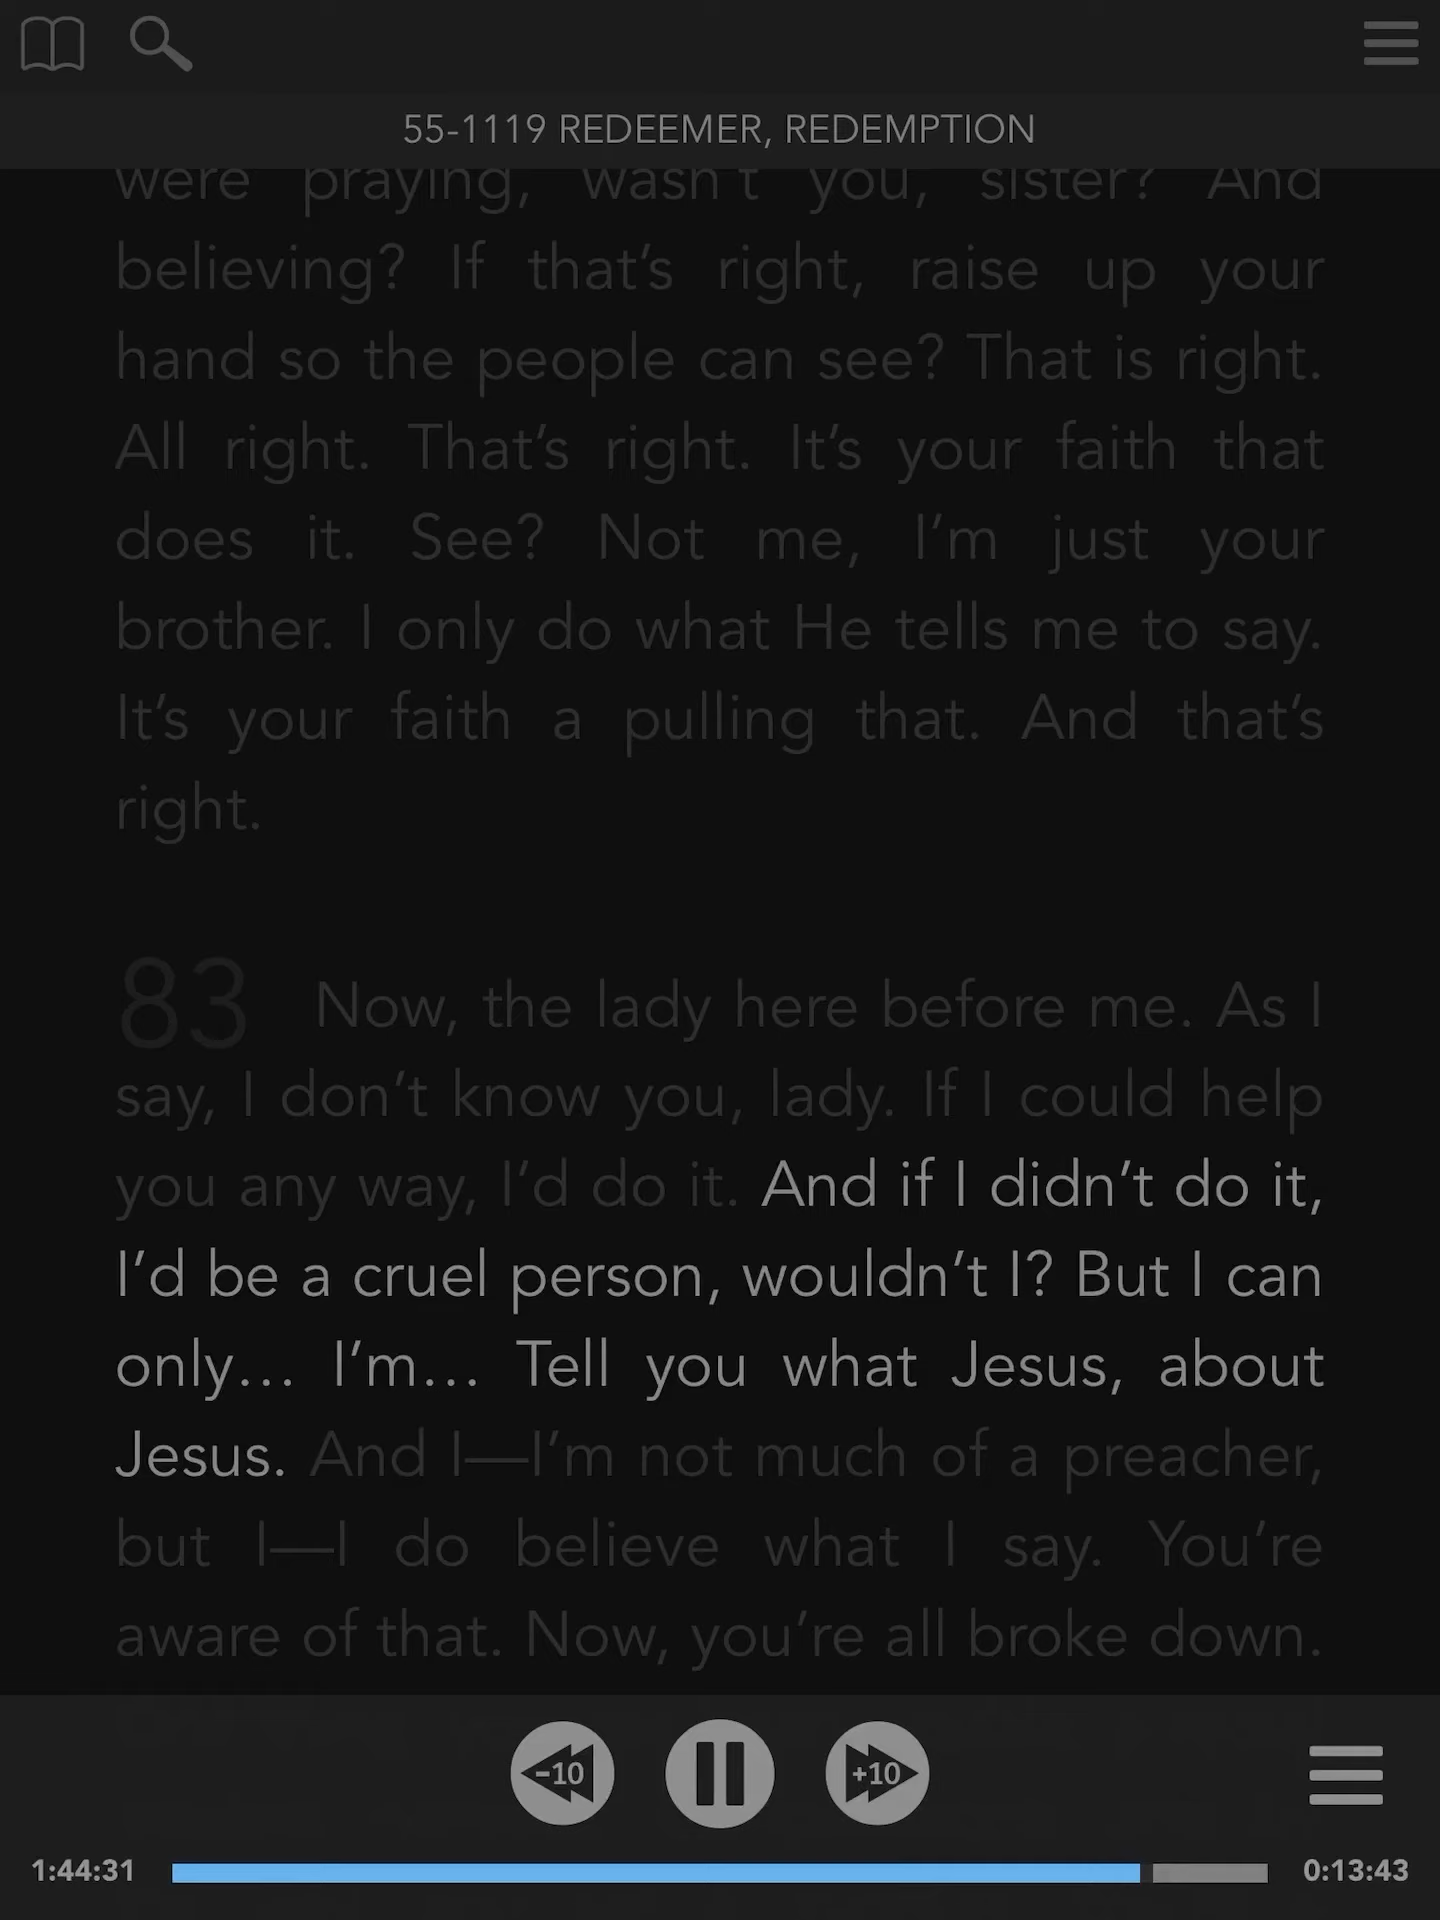 55-1119 REDEEMER, REDEMPTION
were praying, wasn't you, sister? And
believing? If that's right, raise up your
hand so the people can see? That is right.
All right. That's right. It's your faith that
does it. See? Not me, I'm just your
brother. I only do what He tells me to say.
It's your faith a pulling that. And that's
right.
83 Now, the lady here before me. As I
say, I don't know you, lady. If I could help
you any way, I'd do it. And if I didn't do it,
I'd be a cruel person, wouldn't I? But I can
only… I'm… Tell you what Jesus, about
Jesus. And I—I'm not much of a preacher,
but I—I do believe what I say. You're
aware of that. Now, you're all broke down.
-10 +10
1:44:31 0:13:43